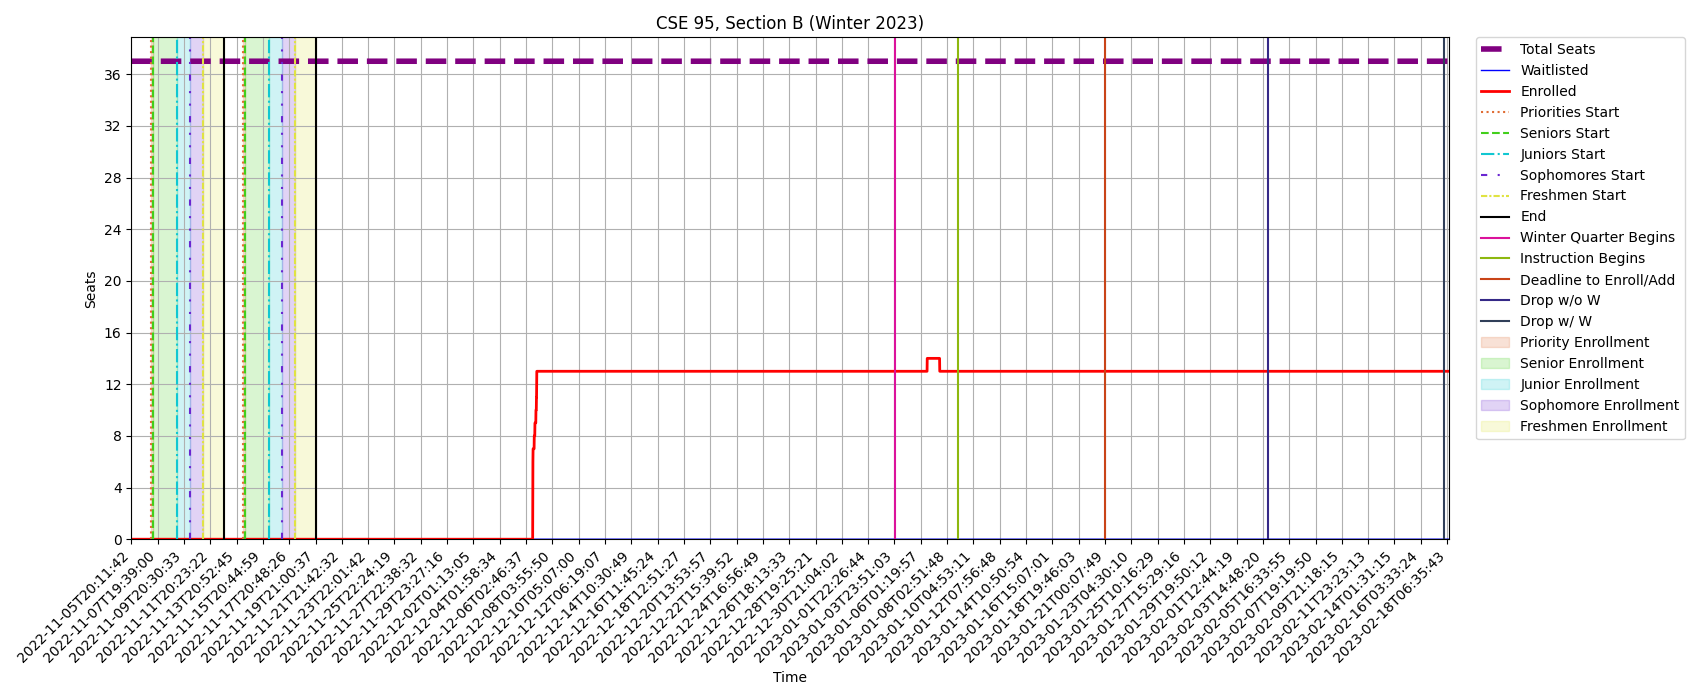 CSE 95, Section B (Winter 2023)
Seats
36
32
28
24
20
16
12
8
4
0
2022-11-05T20:11:42
2022-11-07T19:39:00
2022-11-09T20:30:33
2022-11-11T20:23:22
2022-11-13T20:52:45
2022-11-15T20:44:59
2022-11-17T20:48:26
2022-11-19T21:00:37
2022-11-21T21:42:32
2022-11-23T22:01:42
2022-11-25T22:24:19
2022-11-27T22:38:32
2022-11-29T23:27:16
2022-12-02T01:13:05
2022-12-04T01:58:34
2022-12-06T02:46:37
2022-12-08T03:55:50
2022-12-10T05:07:00
2022-12-12T06:19:07
2022-12-14T10:30:49
2022-12-16T11:45:24
2022-12-18T12:51:27
2022-12-20T13:53:57
2022-12-22T15:39:52
2022-12-24T16:56:49
2022-12-26T18:13:33
2022-12-28T19:25:21
2022-12-30T21:04:02
2023-01-01T22:26:44
2023-01-03T23:51:03
2023-01-06T01:19:57
2023-01-08T02:51:48
2023-01-10T04:53:11
2023-01-12T07:56:48
2023-01-14T10:50:54
2023-01-16T15:07:01
2023-01-18T19:46:03
2023-01-21T00:07:49
2023-01-23T04:30:16
2023-01-25T10:16:29
2023-01-27T15:29:16
2023-01-29T19:50:12
2023-02-01T12:44:19
2023-02-03T14:48:20
2023-02-05T16:33:55
2023-02-07T19:19:50
2023-02-09T21:18:15
2023-02-11T23:23:13
2023-02-14T01:31:15
2023-02-16T03:33:24
2023-02-18T06:35:43
Time
Total Seats
Waitlisted
Enrolled
Priorities Start
Seniors Start
Juniors Start
Sophomores Start
Freshmen Start
End
Winter Quarter Begins
Instruction Begins
Deadline to Enroll/Add
Drop w/o W
Drop w/ W
Priority Enrollment
Senior Enrollment
Junior Enrollment
Sophomore Enrollment
Freshmen Enrollment